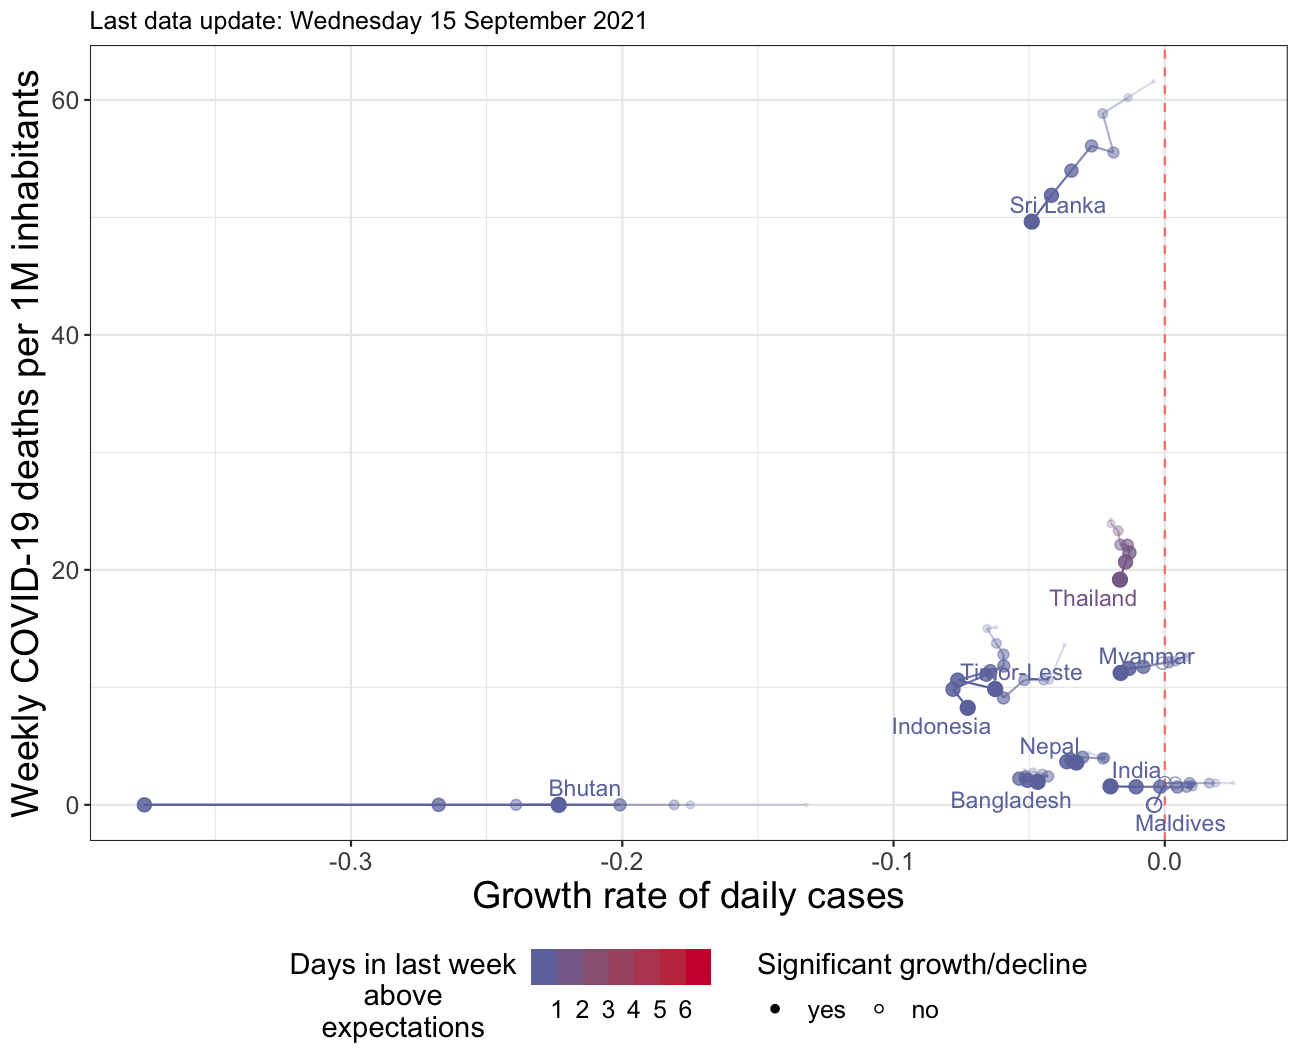 Last data update: Wednesday 15 September 2021
Weekly COVID-19 deaths per 1M inhabitants
60
40
20
0
Sri Lanka
Thailand
Myanmar
Timor-Leste
Indonesia
Nepal
India
Bhutan
Bangladesh
Maldives
-0.3 -0.2 -0.1 0.0
Growth rate of daily cases
Days in last week
above
expectations
1 2 3 4 5 6
Significant growth/decline
yes no